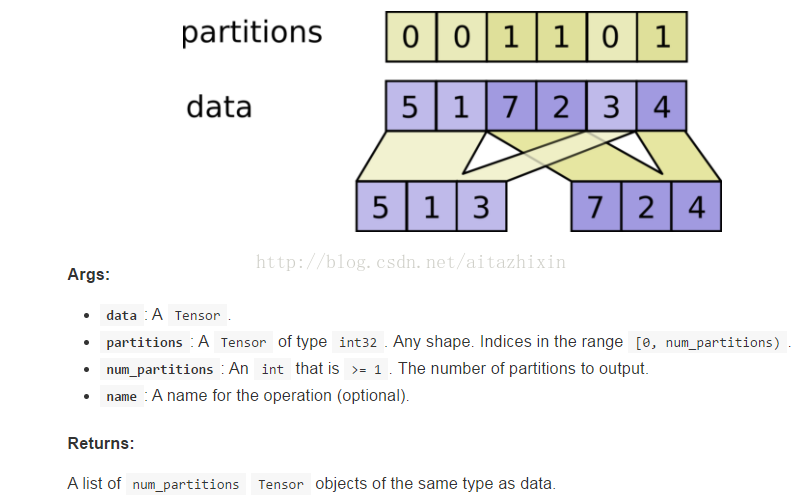 partitions 0 0 1 1 0 1
data 5 1 7 2 3 4
5 1 3 7 2 4
http://blog.csdn.net/aitazhixin
Args:
• data : A Tensor .
• partitions : A Tensor of type int32 . Any shape. Indices in the range [0, num_partitions) .
• num_partitions : An int that is >= 1 . The number of partitions to output.
• name : A name for the operation (optional).
Returns:
A list of num_partitions Tensor objects of the same type as data.